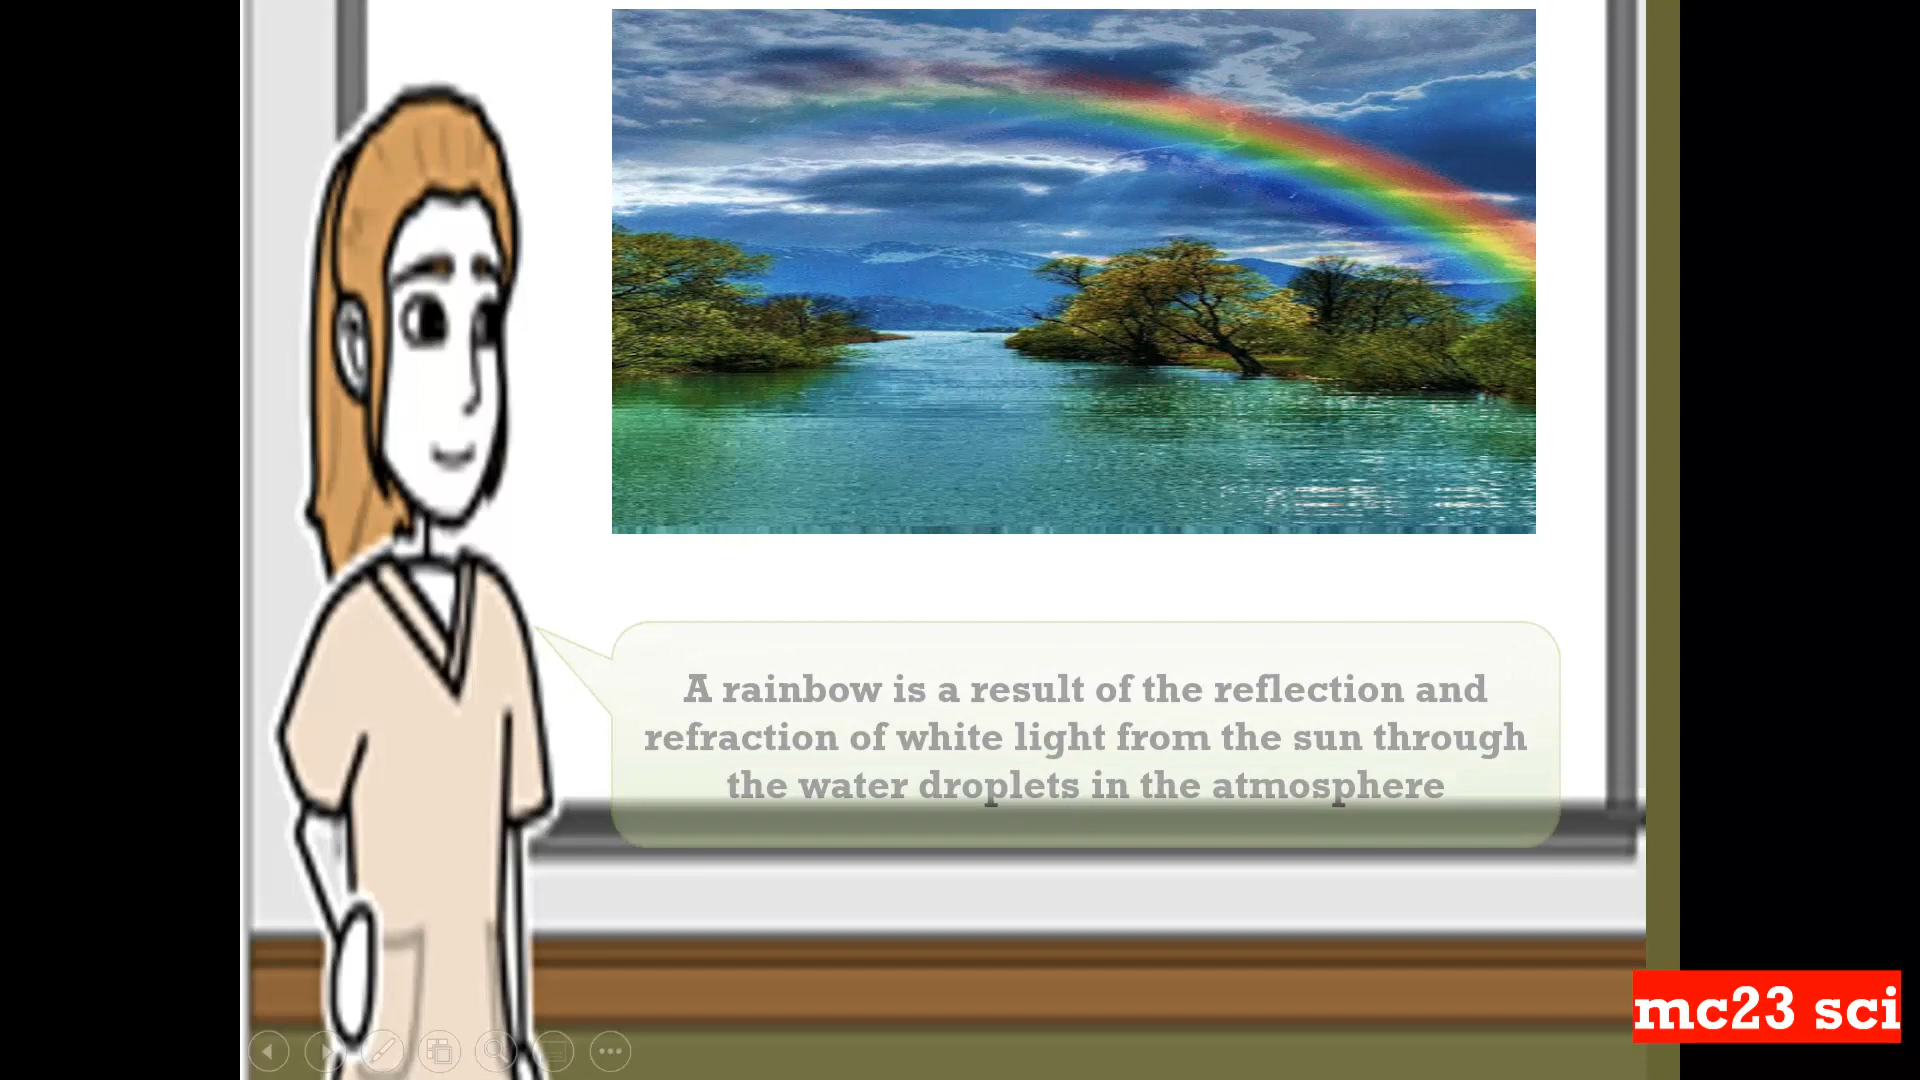 A rainbow is a result of the reflection and
refraction of white light from the sun through
the water droplets in the atmosphere
mc23 sci